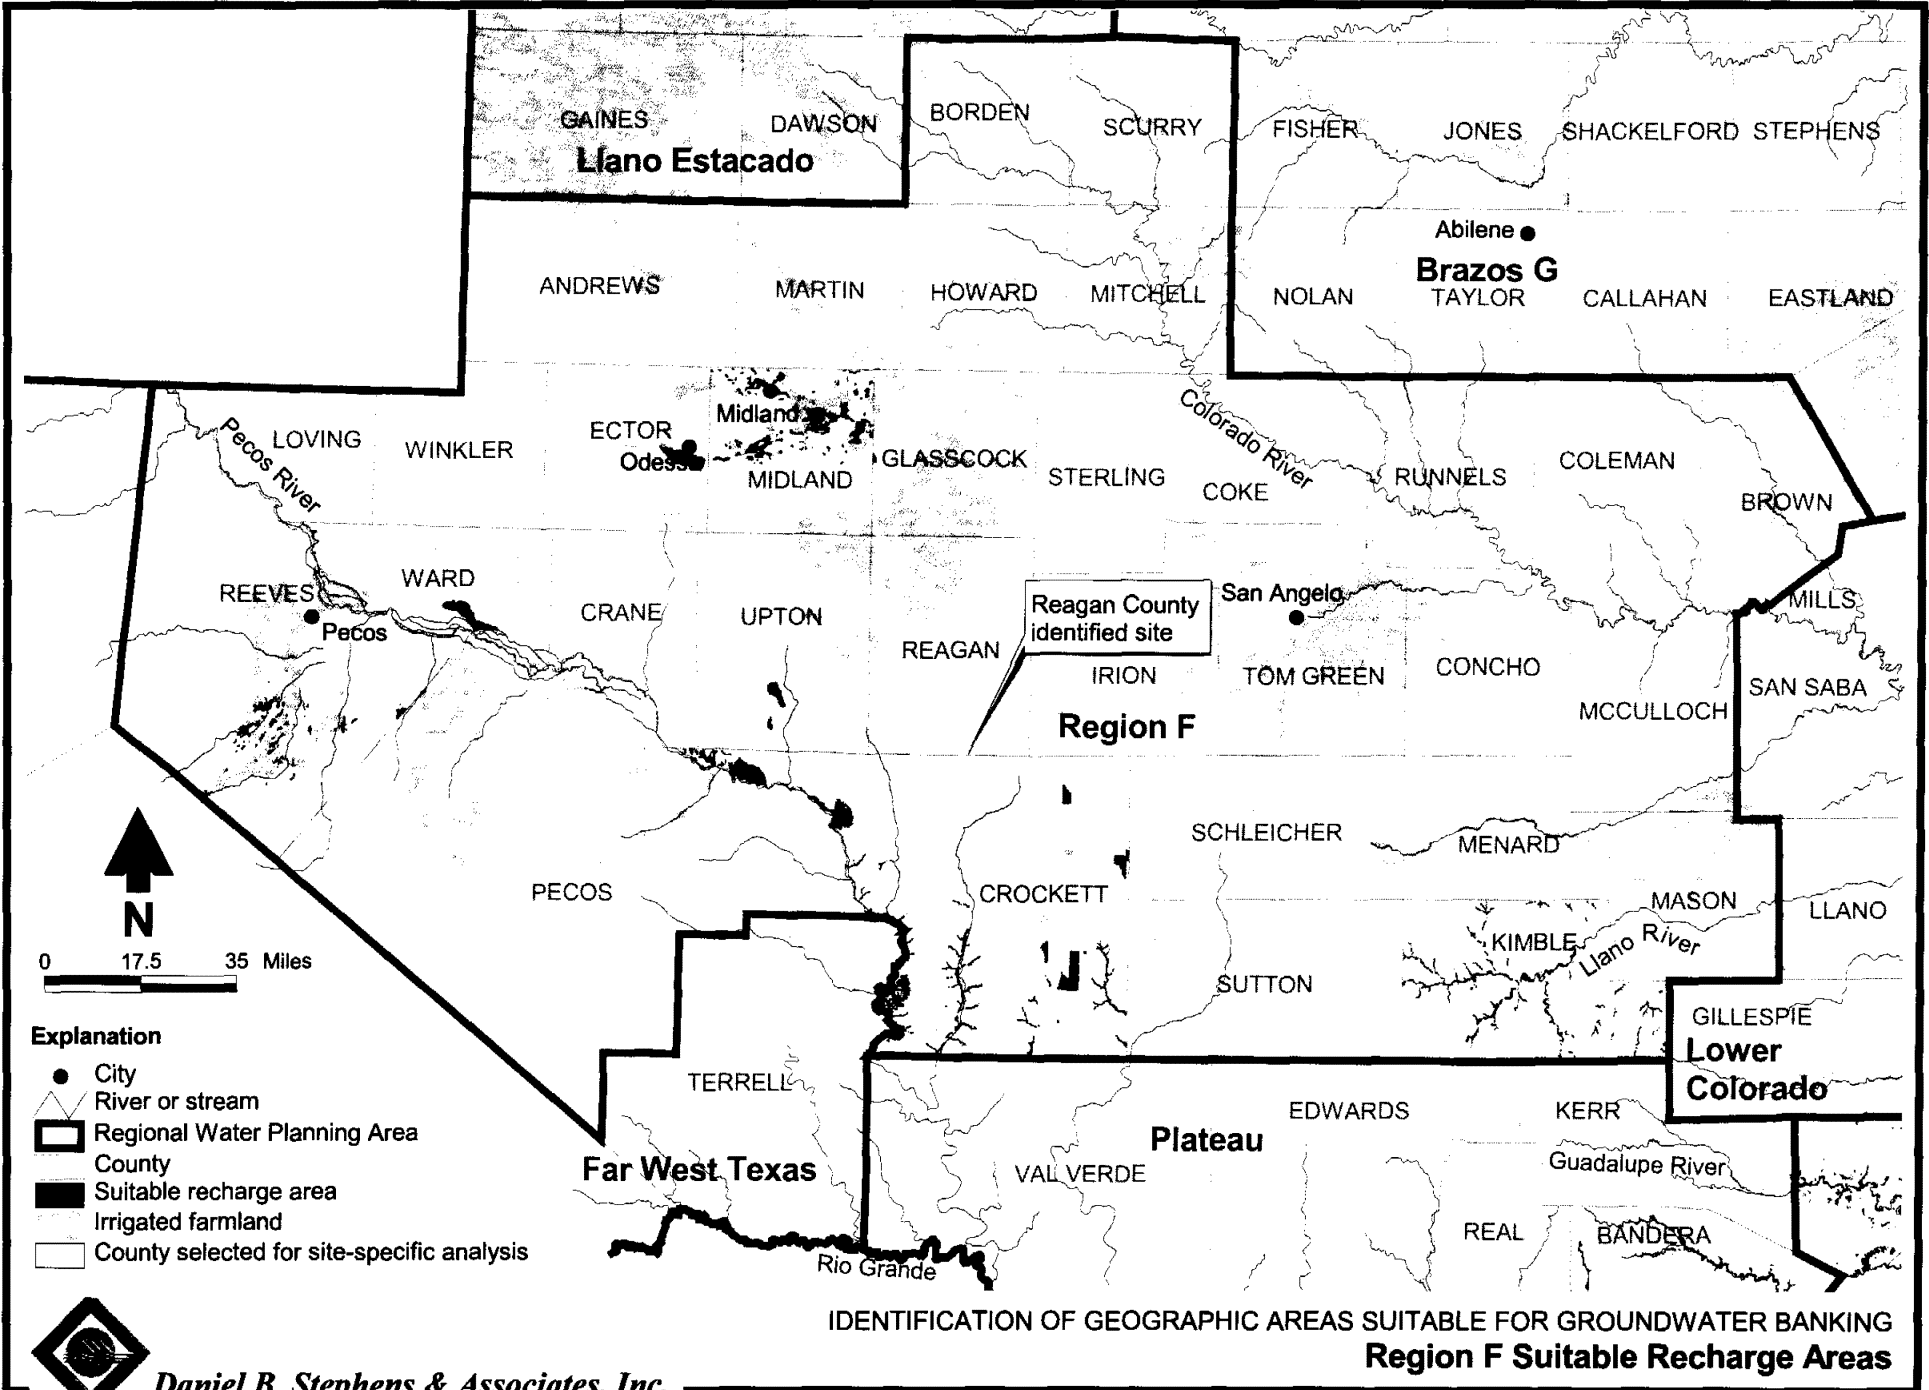 GAINES
DAWSON
BORDEN
SCURRY
FISHER
JONES
SHACKELFORD
STEPHENS
Llano Estacado
Abilene
Brazos G
ANDREWS
MARTIN
HOWARD
MITCHELL
NOLAN
TAYLOR
CALLAHAN
EASTLAND
Pecos River
LOVING
WINKLER
ECTOR
Odessa
Midland
MIDLAND
GLASSCOCK
STERLING
COKE
Colorado River
RUNNELS
COLEMAN
BROWN
REEVES
Pecos
WARD
CRANE
UPTON
REAGAN
Reagan County
identified site
IRION
San Angelo
TOM GREEN
CONCHO
MCCULLOCH
MILLS
SAN SABA
Region F
PECOS
CROCKETT
SCHLEICHER
MENARD
MASON
LLANO
KIMBLE
Llano River
SUTTON
GILLESPIE
Lower
Colorado
TERRELL
Far West Texas
VAL VERDE
Plateau
EDWARDS
KERR
Guadalupe River
REAL
BANDERA
Rio Grande
N
0 17.5 35 Miles
Explanation
City
River or stream
Regional Water Planning Area
County
Suitable recharge area
Irrigated farmland
County selected for site-specific analysis
IDENTIFICATION OF GEOGRAPHIC AREAS SUITABLE FOR GROUNDWATER BANKING
Region F Suitable Recharge Areas
Daniel B. Stephens & Associates, Inc.